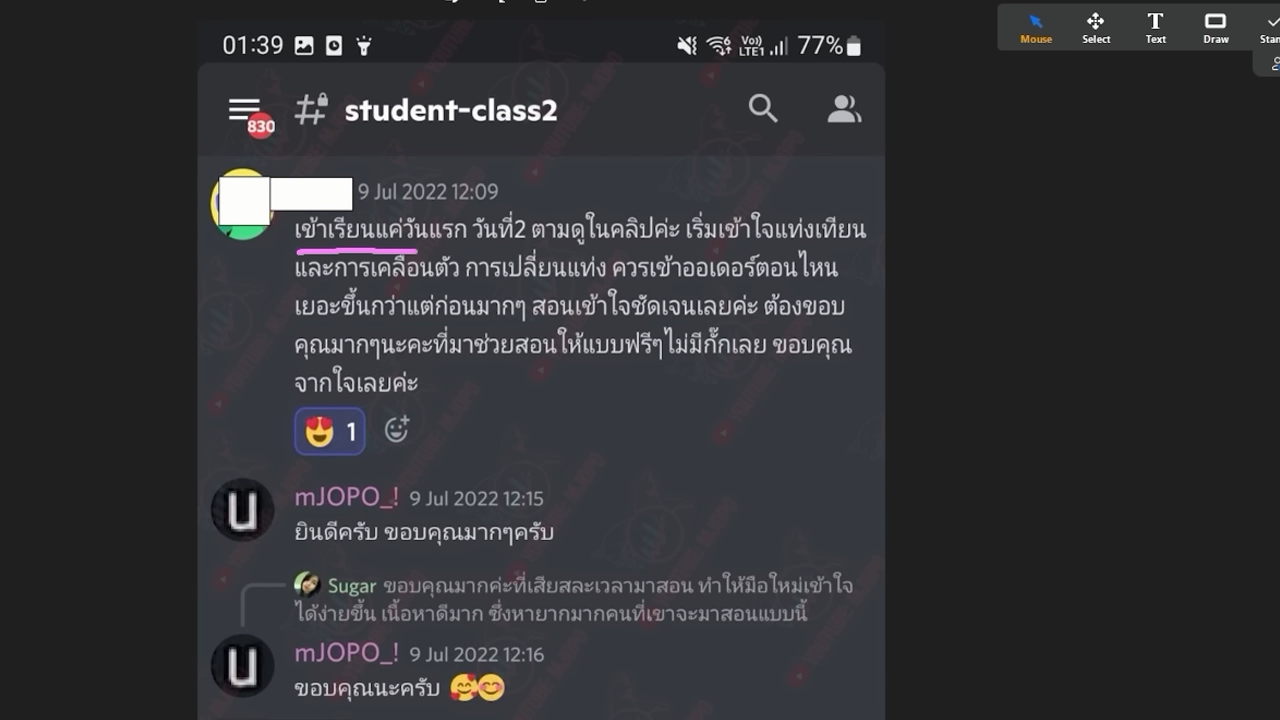 Mouse Select Text Draw
01:39 Vo) LTE1 77%
830 student-class2
9 Jul 2022 12:09
เข้าเรียนแค่วันแรก วันที่2 ตามดูในคลิปค่ะ เริ่มเข้าใจแท่งเทียน
และการเคลื่อนตัว การเปลี่ยนแท่ง ควรเข้าออเดอร์ตอนไหน
เยอะขึ้นกว่าแต่ก่อนมากๆ สอนเข้าใจชัดเจนเลยค่ะ ต้องขอบ
คุณมากๆนะคะที่มาช่วยสอนให้แบบฟรีๆไม่มีกั๊กเลย ขอบคุณ
จากใจเลยค่ะ
1
mJOPO_! 9 Jul 2022 12:15
ยินดีครับ ขอบคุณมากๆครับ
Sugar ขอบคุณมากค่ะที่เสียสละเวลามาสอน ทำให้มือใหม่เข้าใจ
ได้ง่ายขึ้น เนื้อหาดีมาก ซึ่งหายากมากคนที่เขาจะมาสอนแบบนี้
mJOPO_! 9 Jul 2022 12:16
ขอบคุณนะครับ